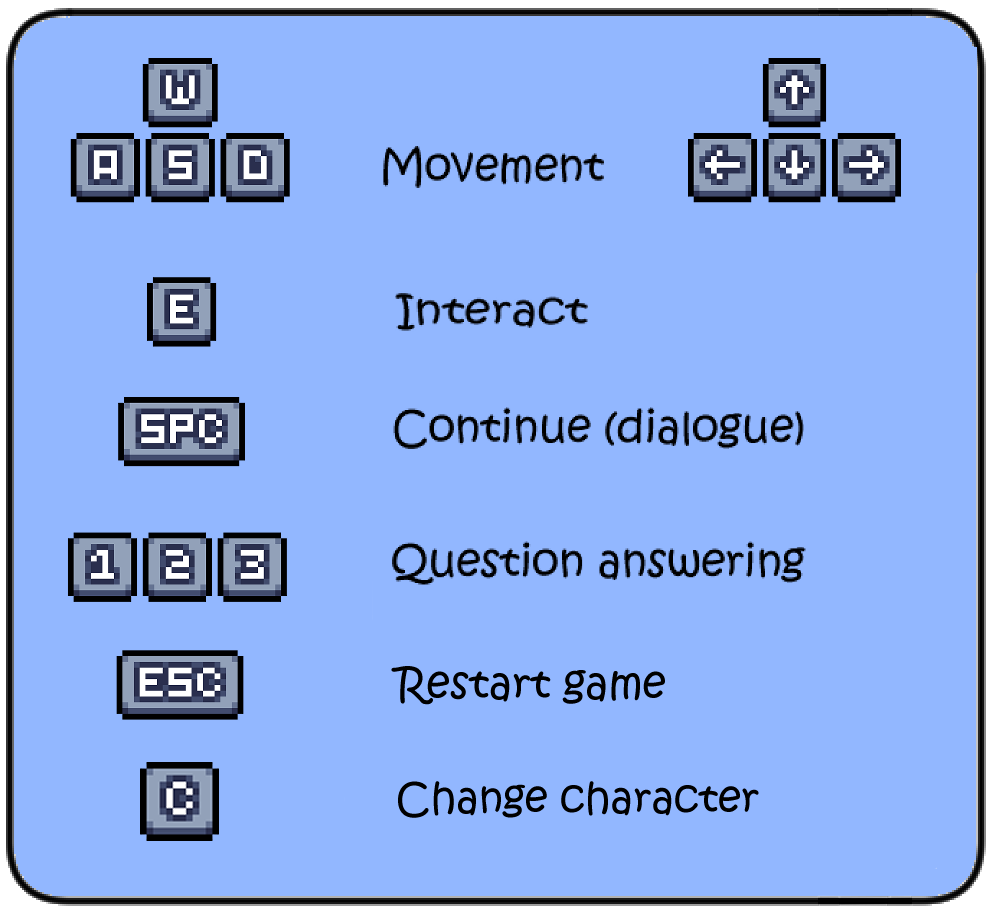 W ↑
A S D Movement ← ↓ →
E Interact
SPC Continue (dialogue)
1 2 3 Question answering
ESC Restart game
C Change character